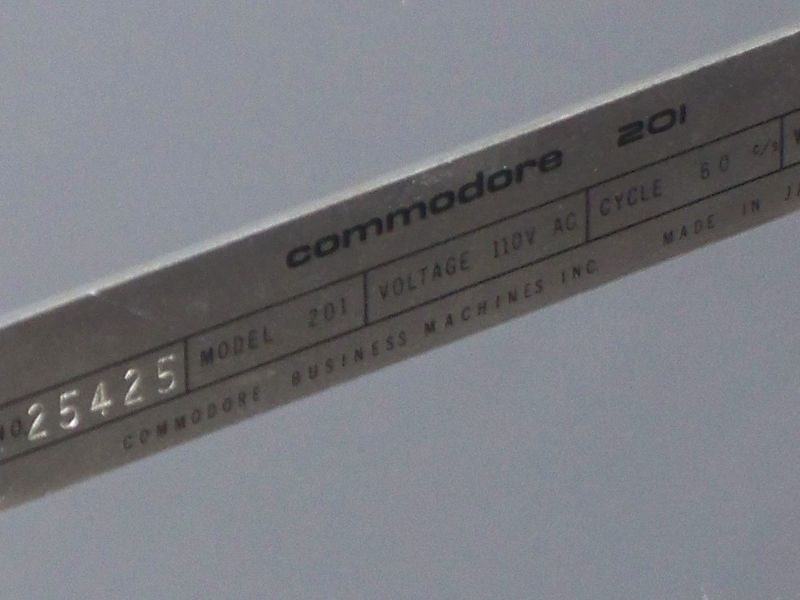 commodore 201
NO. 25425 MODEL 201 VOLTAGE 110V AC CYCLE 60 c/s
COMMODORE BUSINESS MACHINES INC. MADE IN